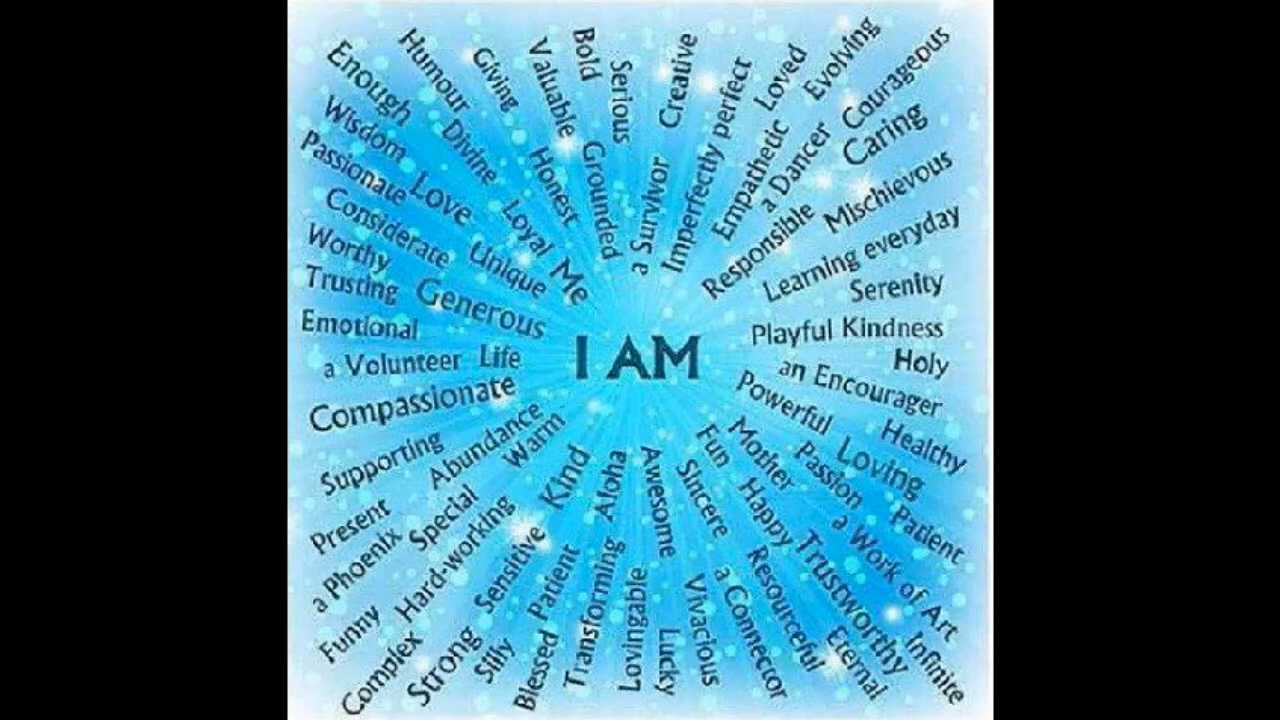 I AM
Enough
Humour
Giving
Valuable
Bold
Serious
Creative
Imperfectly perfect
Loved
Evolving
Courageous
Wisdom
Divine
Honest
Grounded
a Survivor
Empathetic
a Dancer
Caring
Passionate
Love
Loyal
Me
Responsible
Mischievous
Considerate
Unique
Learning everyday
Worthy
Generous
Serenity
Trusting
Emotional
Playful Kindness
a Volunteer
Life
Holy
an Encourager
Compassionate
Powerful
Healthy
Supporting
Abundance
Warm
Kind
Aloha
Awesome
Sincere
Fun
Mother
Passion
Loving
Present
Special
Happy
Patient
a Phoenix
Hard-working
Sensitive
Patient
Transforming
Lovingable
Vivacious
a Connector
Resourceful
Trustworthy
a Work of Art
Funny
Complex
Strong
Silly
Blessed
Lucky
Eternal
Infinite